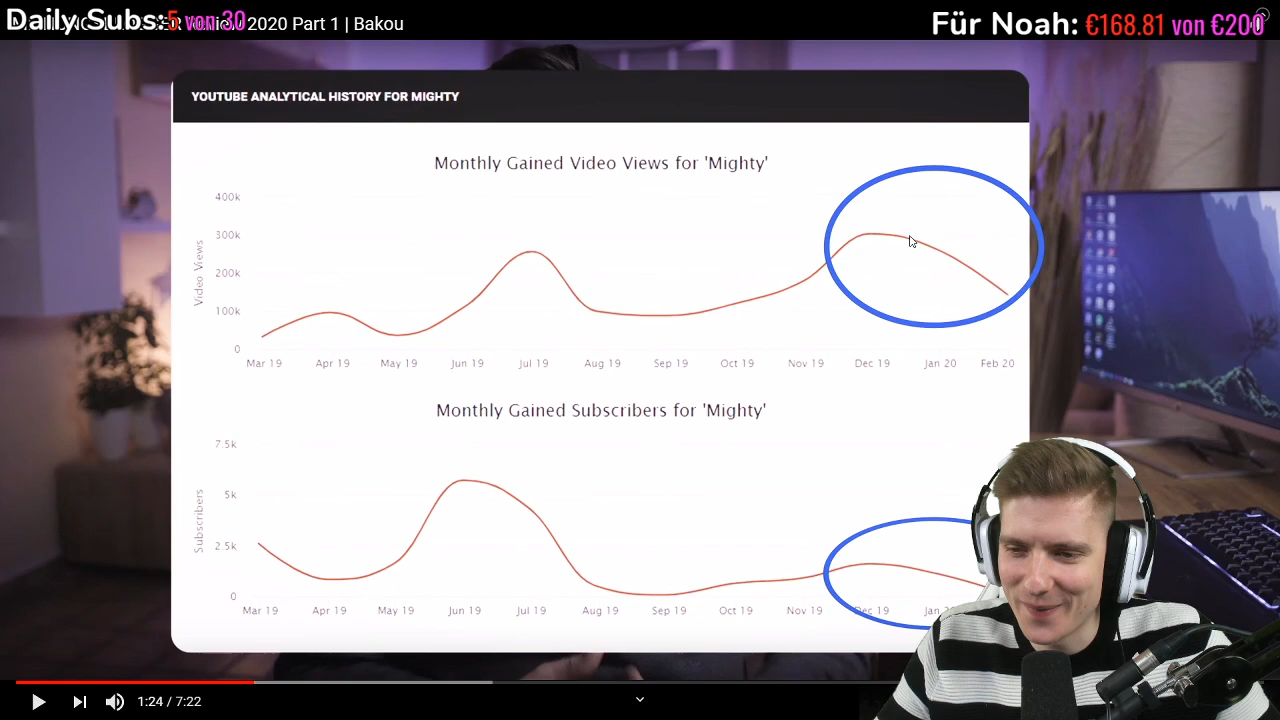 Daily Subs: 5 von 30
2020 Part 1 | Bakou
Für Noah: €168.81 von €200
YOUTUBE ANALYTICAL HISTORY FOR MIGHTY
Monthly Gained Video Views for 'Mighty'
400k
300k
200k
100k
0
Video Views
Mar 19 Apr 19 May 19 Jun 19 Jul 19 Aug 19 Sep 19 Oct 19 Nov 19 Dec 19 Jan 20 Feb 20
Monthly Gained Subscribers for 'Mighty'
7.5k
5k
2.5k
0
Subscribers
Mar 19 Apr 19 May 19 Jun 19 Jul 19 Aug 19 Sep 19 Oct 19 Nov 19 Dec 19 Jan
1:24 / 7:22